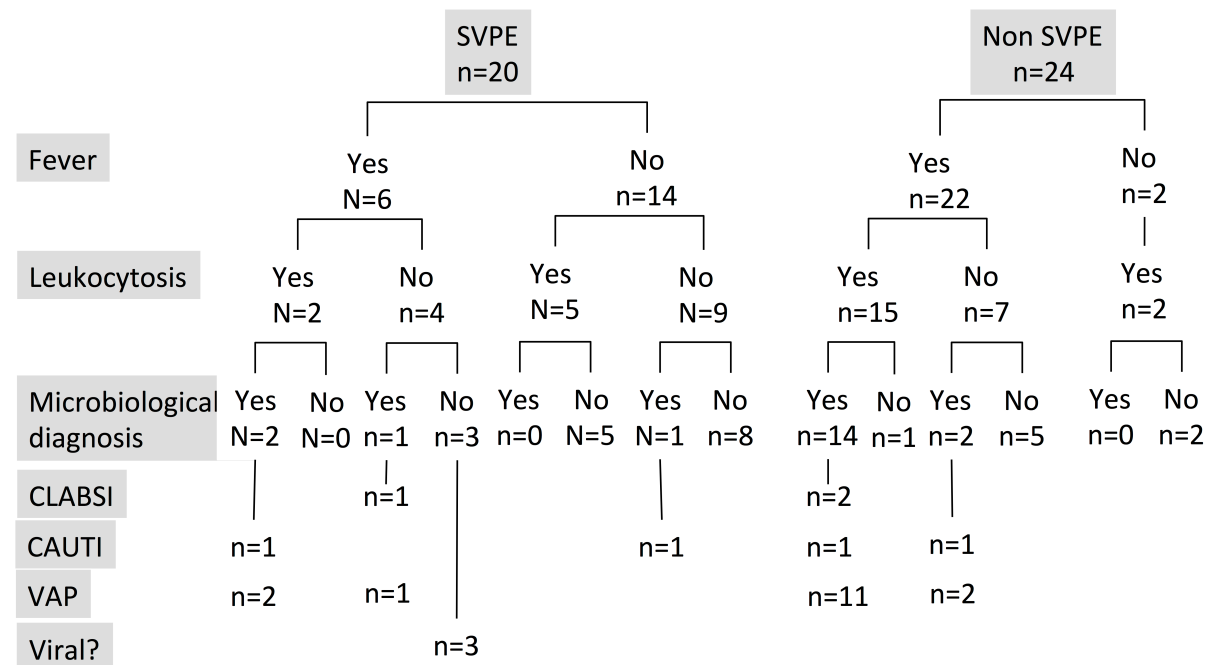 SVPE Non SVPE
n=20 n=24
Fever Yes No Yes No
N=6 n=14 n=22 n=2
Leukocytosis Yes No Yes No Yes No Yes
N=2 n=4 N=5 N=9 n=15 n=7 n=2
Microbiological Yes No Yes No Yes No Yes No Yes No Yes No Yes No
diagnosis N=2 N=0 n=1 n=3 n=0 N=5 N=1 n=8 n=14 n=1 n=2 n=5 n=0 n=2
CLABSI n=1 n=2
CAUTI n=1 n=1 n=1 n=1
VAP n=2 n=1 n=11 n=2
Viral? n=3